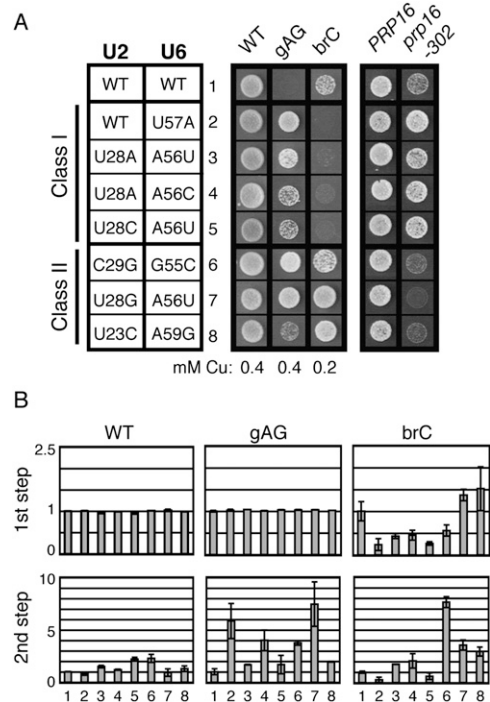 A
U2 U6 WT gAG brC PRP16 prp16-302
WT WT 1
Class I
WT U57A 2
U28A A56U 3
U28A A56C 4
U28C A56U 5
Class II
C29G G55C 6
U28G A56U 7
U23C A59G 8
mM Cu: 0.4 0.4 0.2
B
WT gAG brC
1st step
2.5
1
0
2nd step
10
5
0
1 2 3 4 5 6 7 8 1 2 3 4 5 6 7 8 1 2 3 4 5 6 7 8